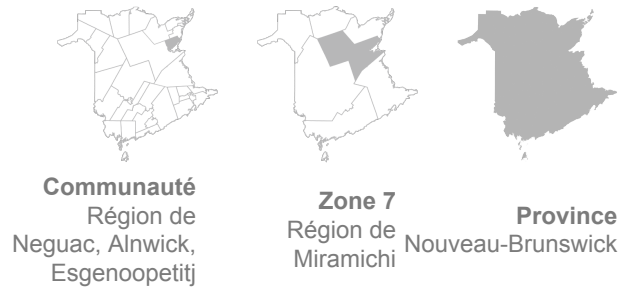 Communauté
Région de
Neguac, Alnwick,
Esgenoopetitj
Zone 7
Région de
Miramichi
Province
Nouveau-Brunswick